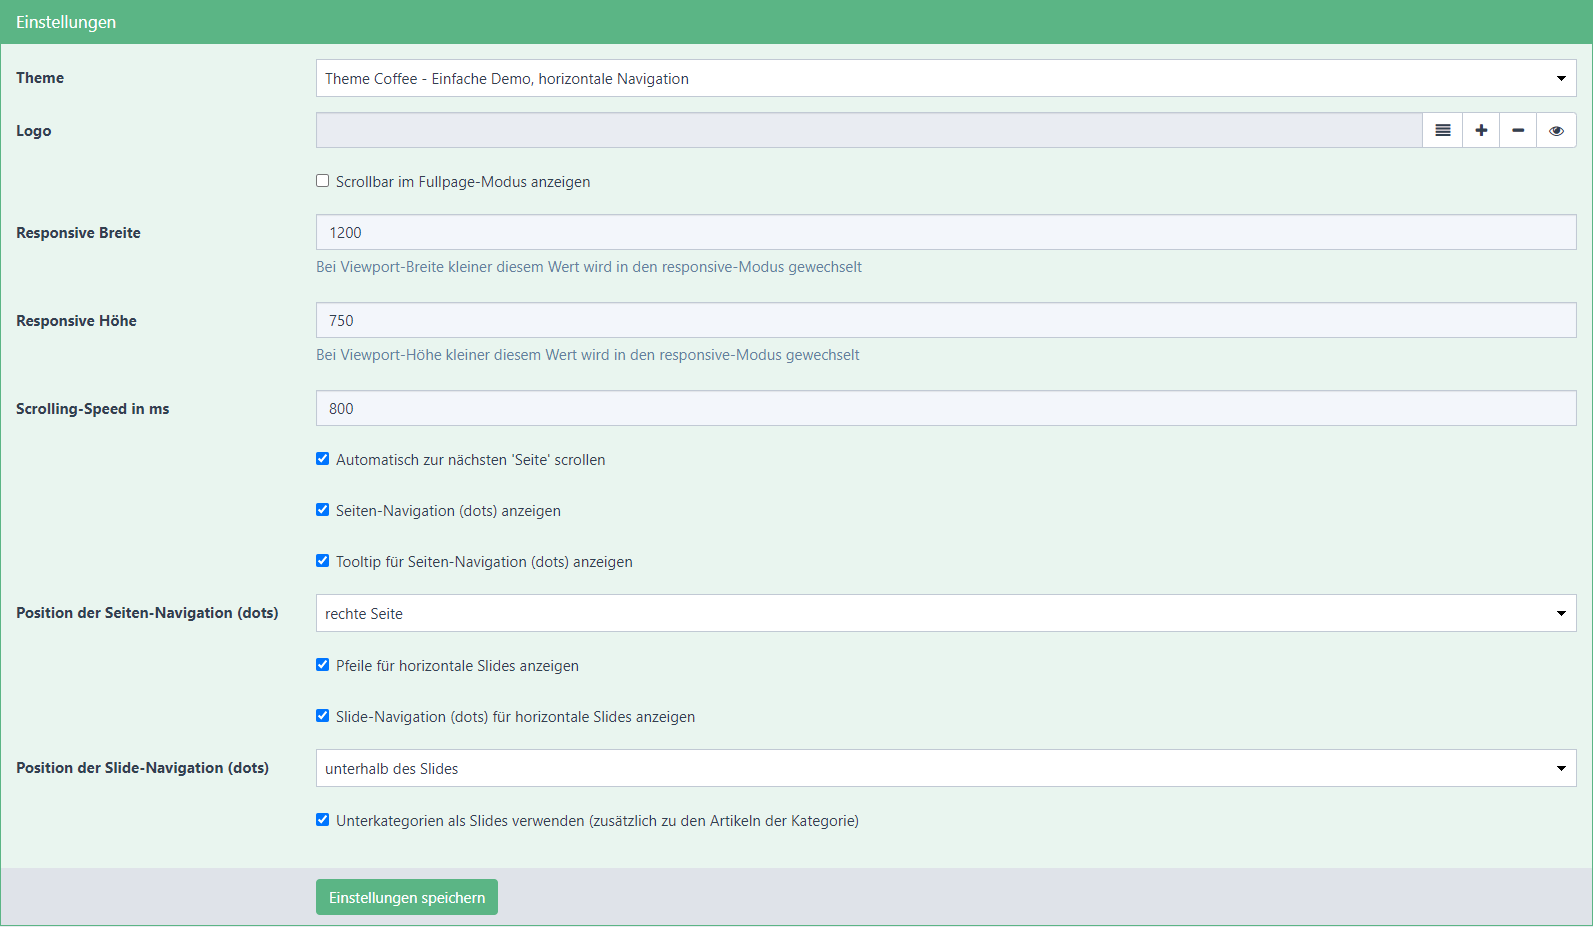 Einstellungen
Theme
Theme Coffee - Einfache Demo, horizontale Navigation
Logo
Scrollbar im Fullpage-Modus anzeigen
Responsive Breite
1200
Bei Viewport-Breite kleiner diesem Wert wird in den responsive-Modus gewechselt
Responsive Höhe
750
Bei Viewport-Höhe kleiner diesem Wert wird in den responsive-Modus gewechselt
Scrolling-Speed in ms
800
Automatisch zur nächsten 'Seite' scrollen
Seiten-Navigation (dots) anzeigen
Tooltip für Seiten-Navigation (dots) anzeigen
Position der Seiten-Navigation (dots)
rechte Seite
Pfeile für horizontale Slides anzeigen
Slide-Navigation (dots) für horizontale Slides anzeigen
Position der Slide-Navigation (dots)
unterhalb des Slides
Unterkategorien als Slides verwenden (zusätzlich zu den Artikeln der Kategorie)
Einstellungen speichern